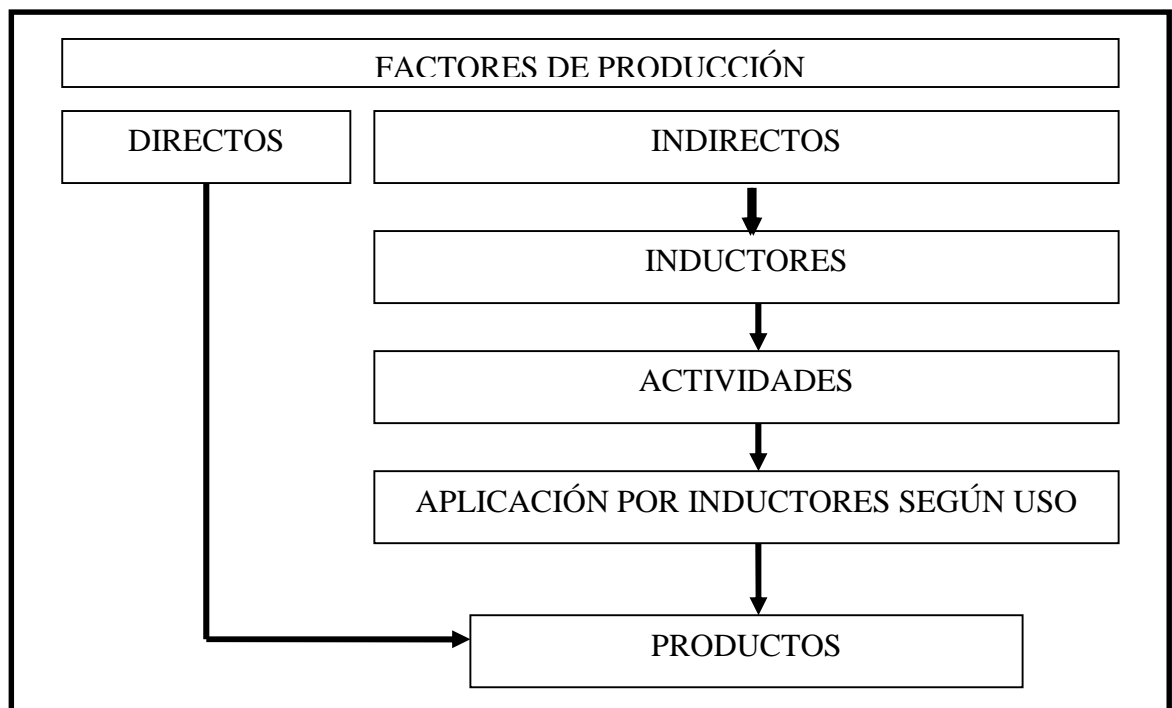 FACTORES DE PRODUCCIÓN
DIRECTOS
INDIRECTOS
INDUCTORES
ACTIVIDADES
APLICACIÓN POR INDUCTORES SEGÚN USO
PRODUCTOS